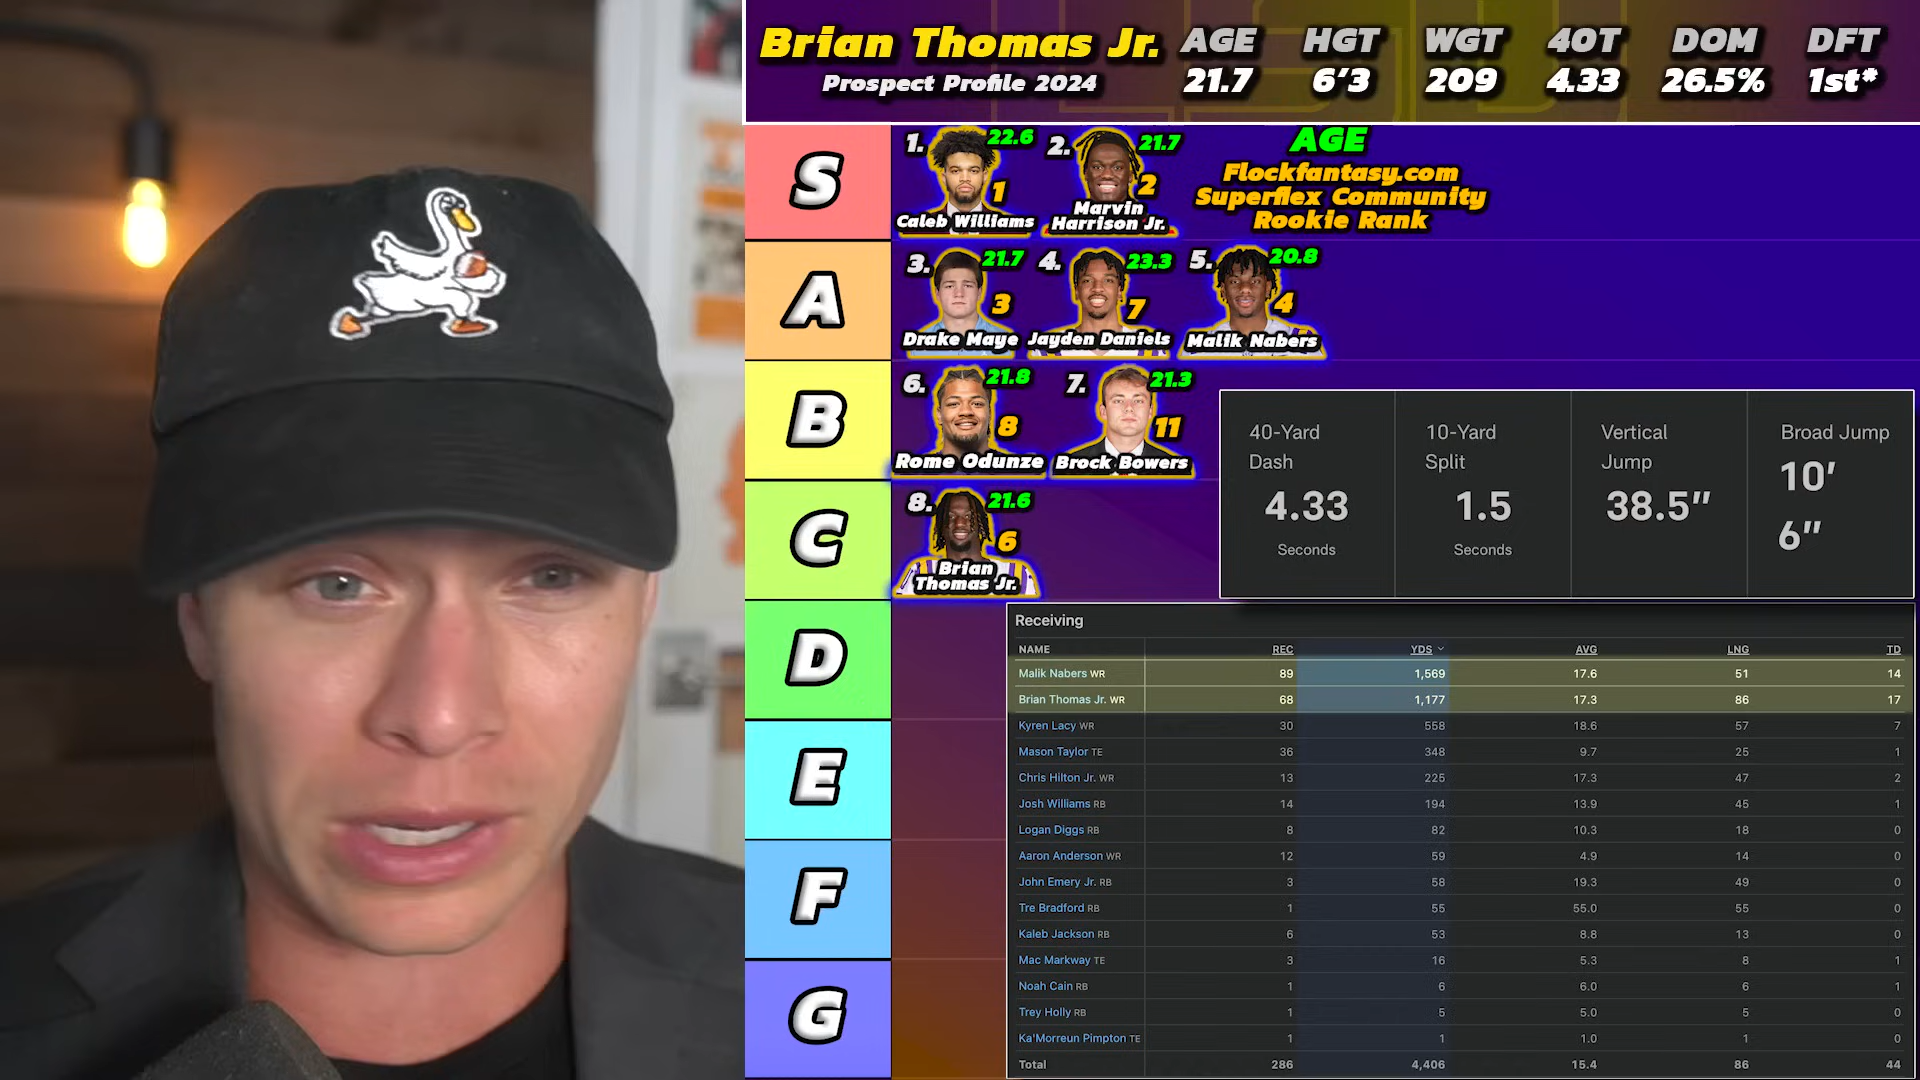 Brian Thomas Jr.
Prospect Profile 2024
AGE HGT WGT 40T DOM DFT
21.7 6'3 209 4.33 26.5% 1st*
S
1. 22.6
1
Caleb Williams
2. 21.7
2
Marvin
Harrison Jr.
AGE
Flockfantasy.com
Superflex Community
Rookie Rank
A
3. 21.7
3
Drake Maye
4. 23.3
7
Jayden Daniels
5. 20.8
4
Malik Nabers
B
6. 21.8
8
Rome Odunze
7. 21.3
11
Brock Bowers
40-Yard
Dash
4.33
Seconds
10-Yard
Split
1.5
Seconds
Vertical
Jump
38.5"
Broad Jump
10'
6"
C
8. 21.6
6
Brian
Thomas Jr.
D
E
F
G
Receiving
NAME REC YDS AVG LNG TD
Malik Nabers WR 89 1,569 17.6 51 14
Brian Thomas Jr. WR 68 1,177 17.3 86 17
Kyren Lacy WR 30 558 18.6 57 7
Mason Taylor TE 36 348 9.7 25 1
Chris Hilton Jr. WR 13 225 17.3 47 2
Josh Williams RB 14 194 13.9 45 1
Logan Diggs RB 8 82 10.3 18 0
Aaron Anderson WR 12 59 4.9 14 0
John Emery Jr. RB 3 58 19.3 49 0
Tre Bradford RB 1 55 55.0 55 0
Kaleb Jackson RB 6 53 8.8 13 0
Mac Markway TE 3 16 5.3 8 1
Noah Cain RB 1 6 6.0 6 1
Trey Holly RB 1 5 5.0 5 0
Ka'Morreun Pimpton TE 1 1 1.0 1 0
Total 286 4,406 15.4 86 44